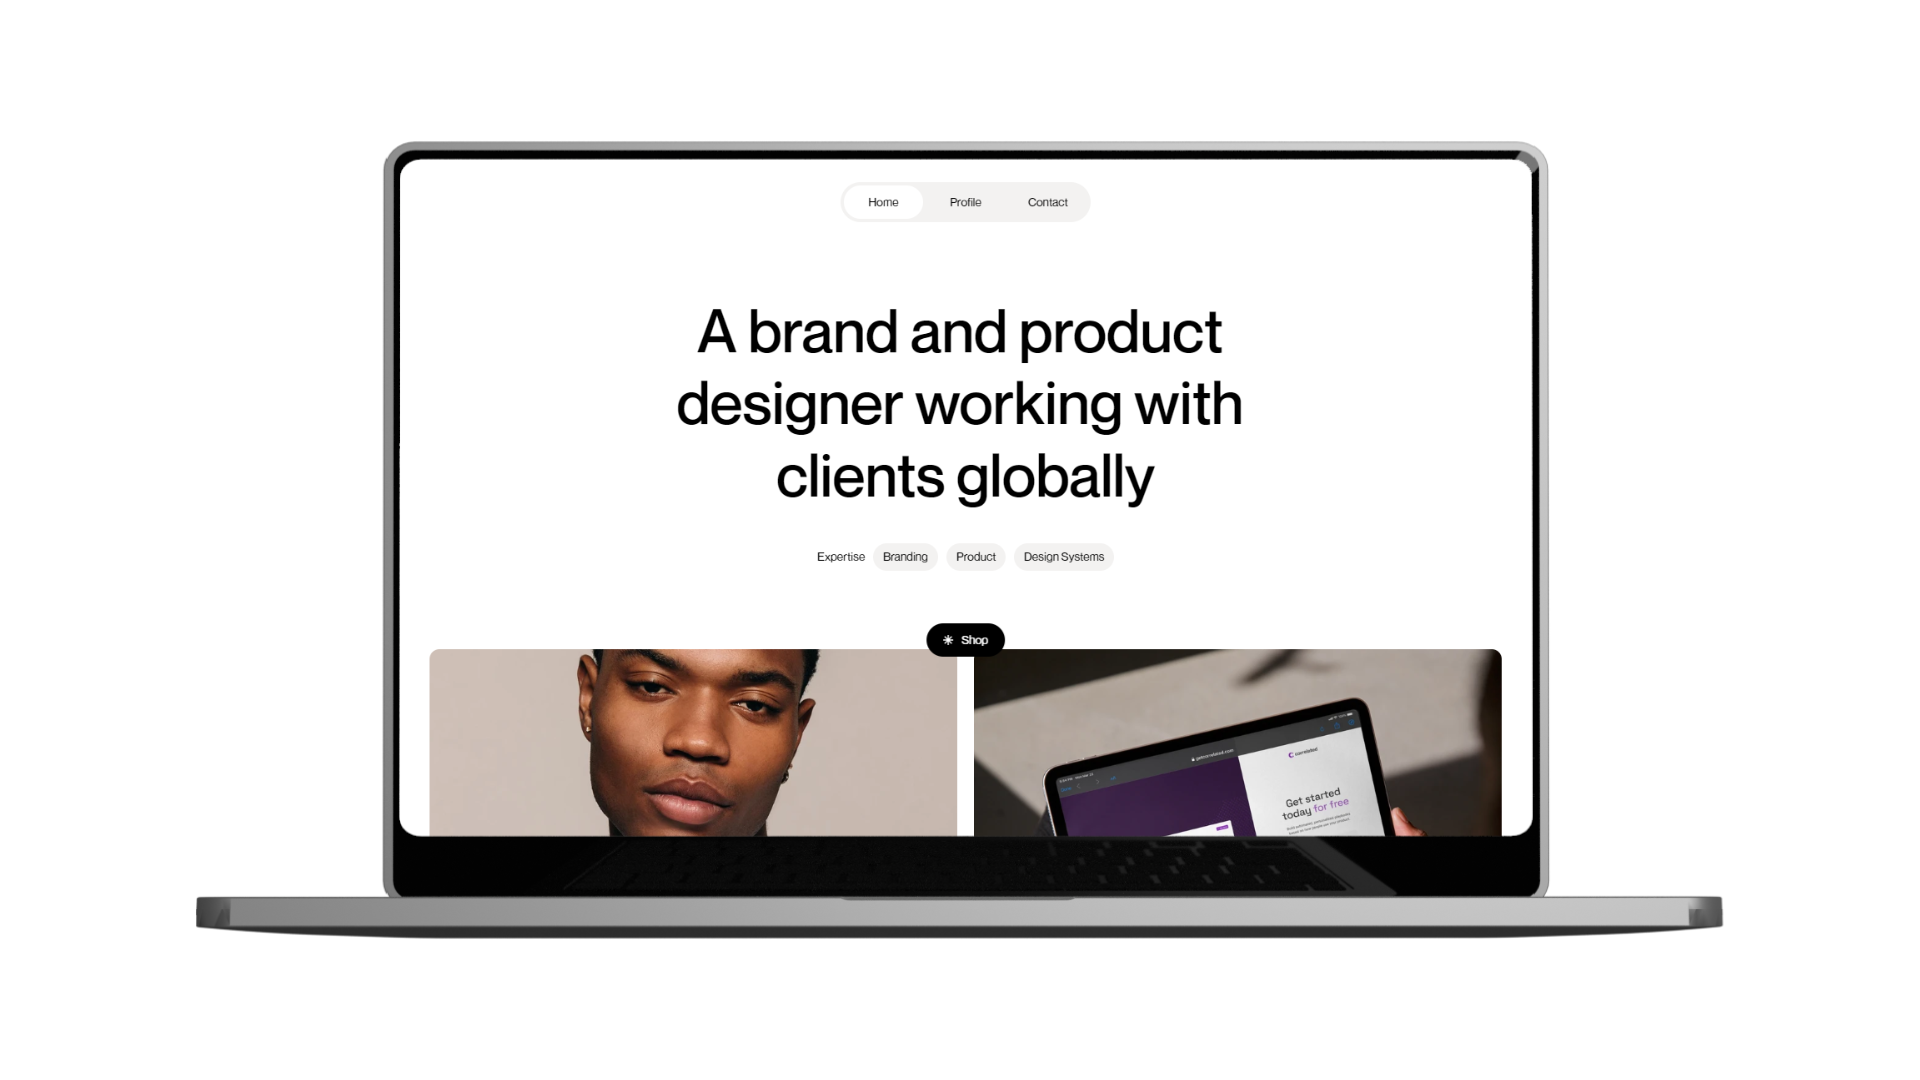 Home Profile Contact
A brand and product
designer working with
clients globally
Expertise Branding Product Design Systems
Shop
correlated
Get started
today for free